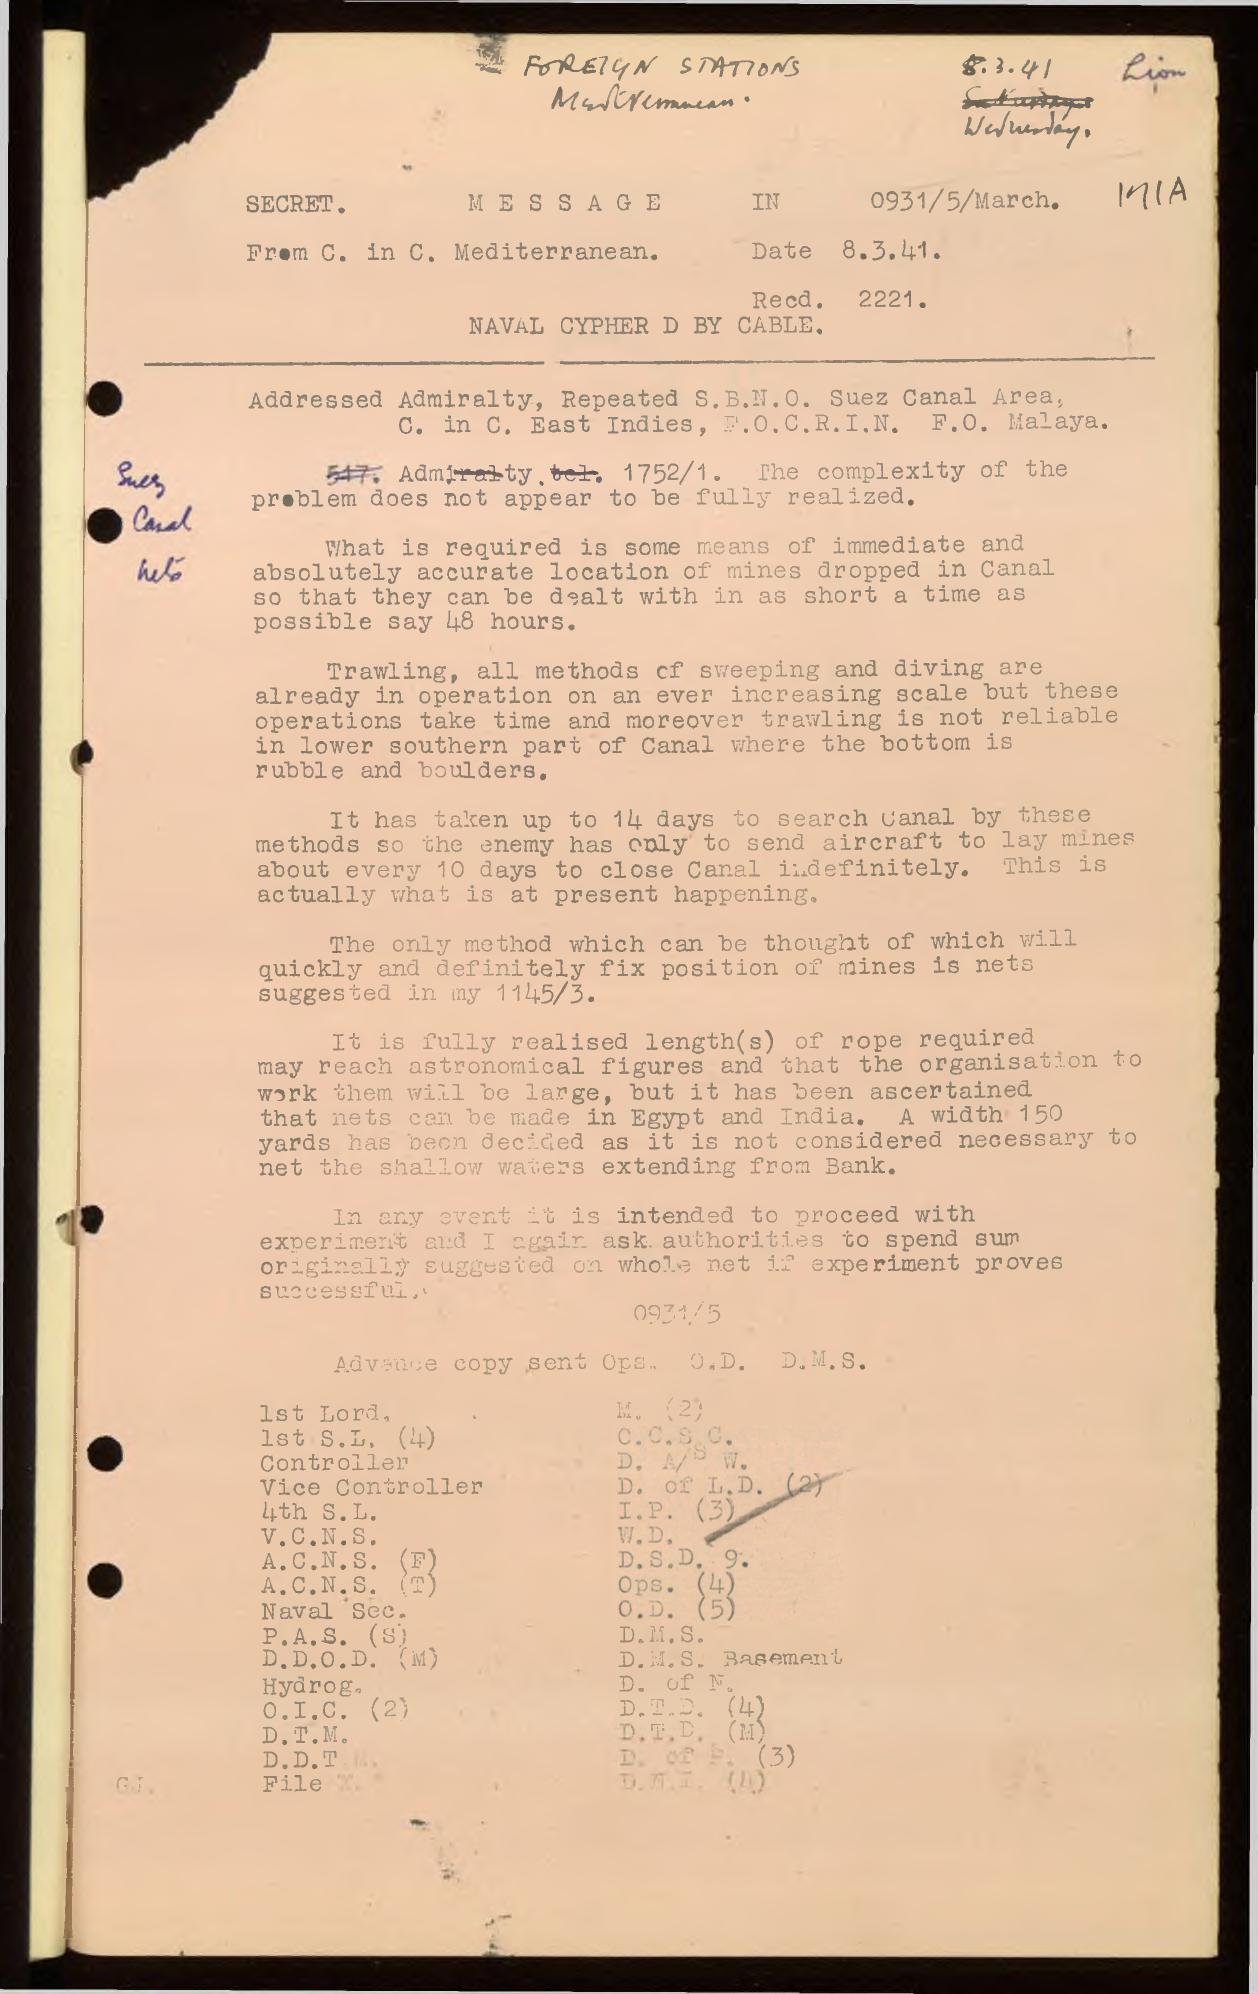 FOREIGN STATIONS
Mediterranean.
8.3.41
Saturday
Wednesday.
Lion
SECRET. MESSAGE IN 0931/5/March.
171A
From C. in C. Mediterranean. Date 8.3.41.
Recd. 2221.
NAVAL CYPHER D BY CABLE.
Addressed Admiralty, Repeated S.B.N.O. Suez Canal Area,
C. in C. East Indies, F.O.C.R.I.N. F.O. Malaya.
Suez
Canal
nets
517. Admiralty tel. 1752/1. The complexity of the
problem does not appear to be fully realized.
What is required is some means of immediate and
absolutely accurate location of mines dropped in Canal
so that they can be dealt with in as short a time as
possible say 48 hours.
Trawling, all methods of sweeping and diving are
already in operation on an ever increasing scale but these
operations take time and moreover trawling is not reliable
in lower southern part of Canal where the bottom is
rubble and boulders.
It has taken up to 14 days to search Canal by these
methods so the enemy has only to send aircraft to lay mines
about every 10 days to close Canal indefinitely. This is
actually what is at present happening.
The only method which can be thought of which will
quickly and definitely fix position of mines is nets
suggested in my 1145/3.
It is fully realised length(s) of rope required
may reach astronomical figures and that the organisation to
work them will be large, but it has been ascertained
that nets can be made in Egypt and India. A width 150
yards has been decided as it is not considered necessary to
net the shallow waters extending from Bank.
In any event it is intended to proceed with
experiment and I again ask authorities to spend sum
originally suggested on whole net if experiment proves
successful.
0931/5
Advance copy sent Ops. O.D. D.M.S.
1st Lord. M. (2)
1st S.L. (4) C.C.S.C.
Controller D. A/S W.
Vice Controller D. of L.D. (2)
4th S.L. I.P. (3)
V.C.N.S. W.D.
A.C.N.S. (F) D.S.D. 9.
A.C.N.S. (T) Ops. (4)
Naval Sec. O.D. (5)
P.A.S. (S) D.M.S.
D.D.O.D. (M) D.M.S. Basement
Hydrog. D. of N.
O.I.C. (2) D.T.D. (4)
D.T.M. D.T.D. (M)
D.D.T.M. D. of P. (3)
GJ. File X. D.N.I. (4)